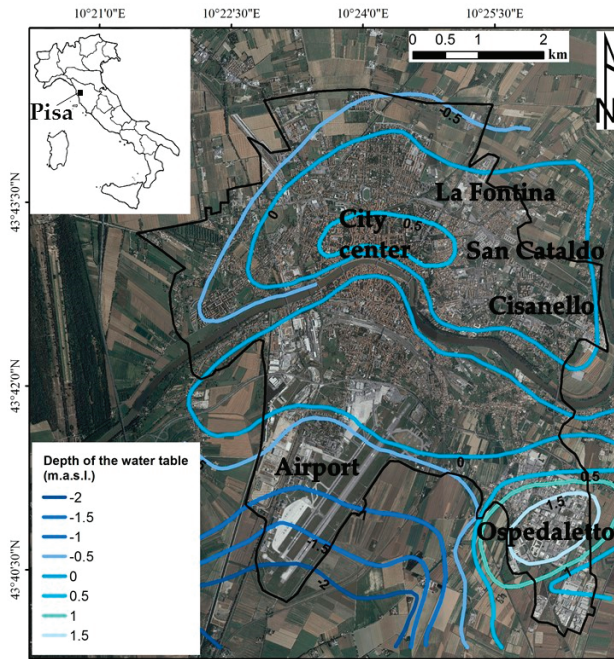 10°21'0"E 10°22'30"E 10°24'0"E 10°25'30"E
0 0.5 1 2
km
N
Pisa
-0.5
43°43'30"N
La Fontina
0
City
center
0.5
San Cataldo
Cisanello
43°42'0"N
Airport
0
0.5
1.5
Ospedaletto
Depth of the water table
(m.a.s.l.)
-2
-1.5
-1
-0.5
0
0.5
1
1.5
-1.5
-2
1
43°40'30"N